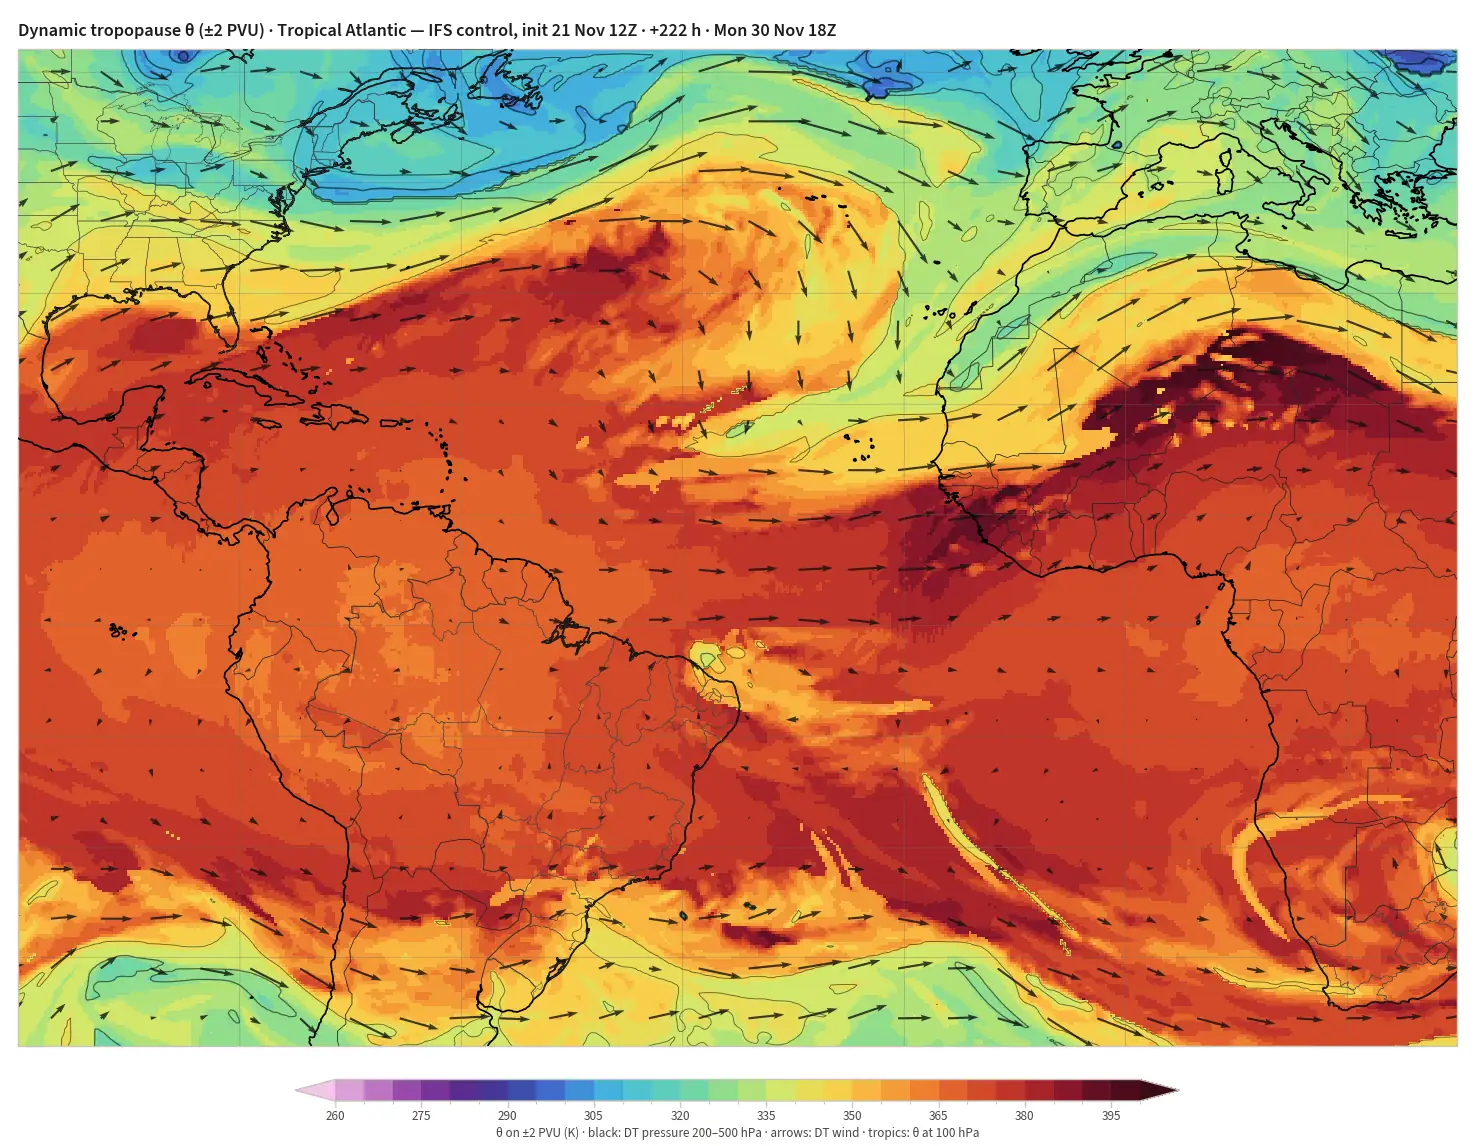 Dynamic tropopause θ (±2 PVU) · Tropical Atlantic — IFS control, init 21 Nov 12Z · +222 h · Mon 30 Nov 18Z
260 275 290 305 320 335 350 365 380 395
θ on ±2 PVU (K) · black: DT pressure 200–500 hPa · arrows: DT wind · tropics: θ at 100 hPa